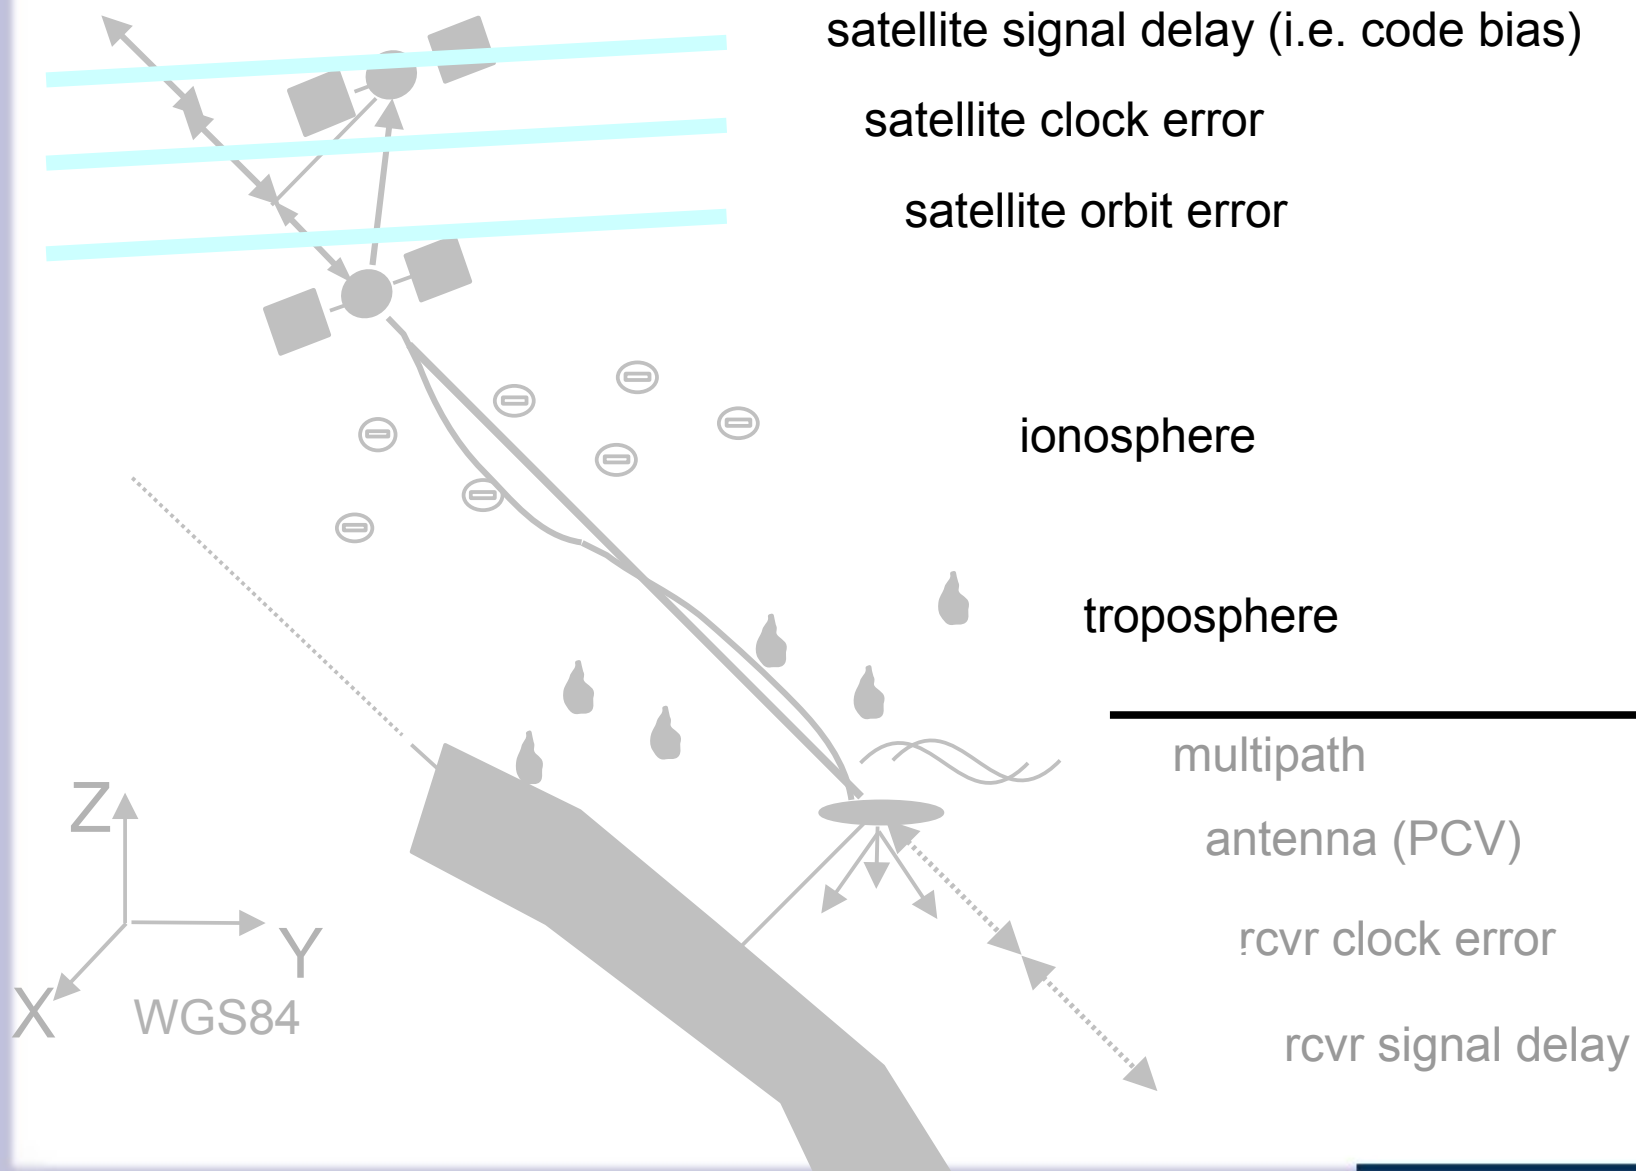 satellite signal delay (i.e. code bias)
satellite clock error
satellite orbit error
ionosphere
troposphere
multipath
antenna (PCV)
rcvr clock error
rcvr signal delay
Z
Y
X
WGS84